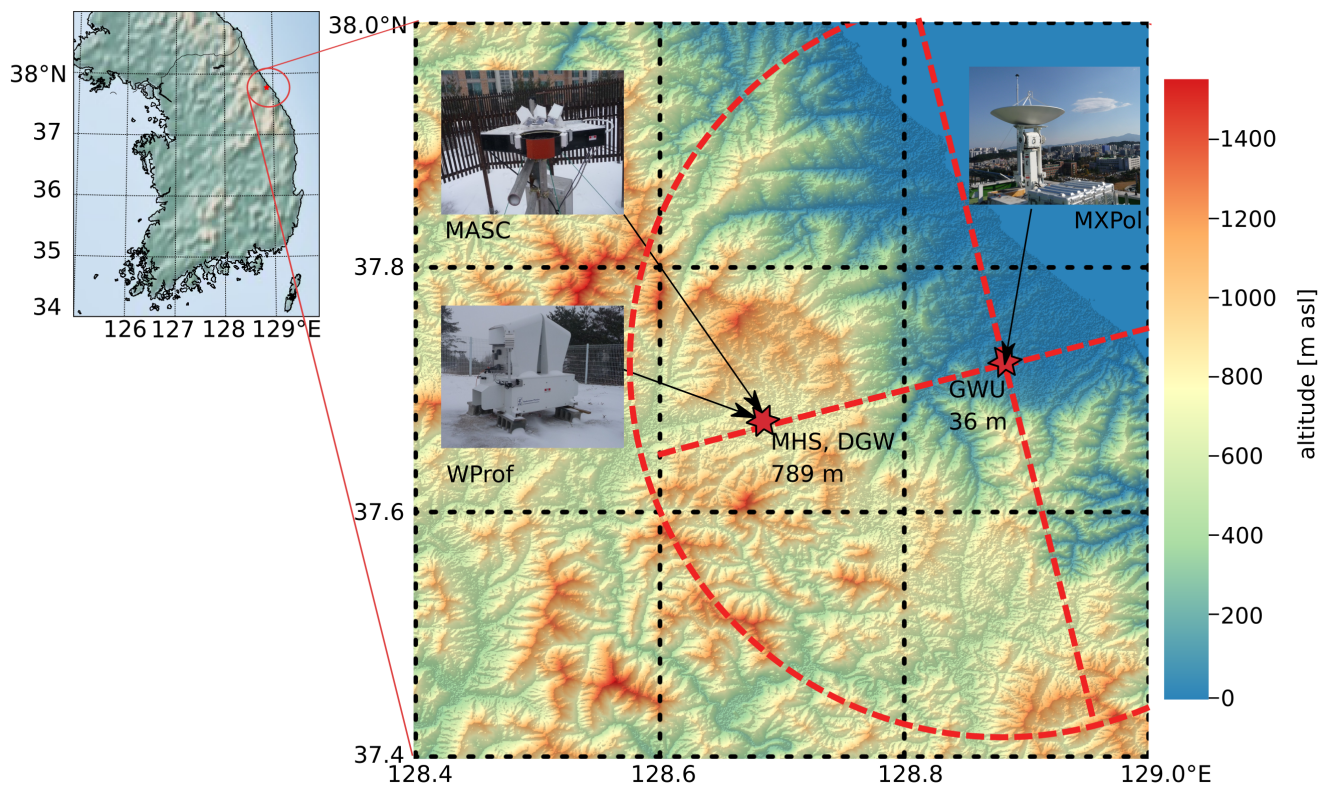 38°N
37
36
35
34
126 127 128 129°E
38.0°N
37.8
37.6
37.4
128.4 128.6 128.8 129.0°E
MASC
WProf
MXPol
GWU
36 m
MHS, DGW
789 m
1400
1200
1000
800
600
400
200
0
altitude [m asl]